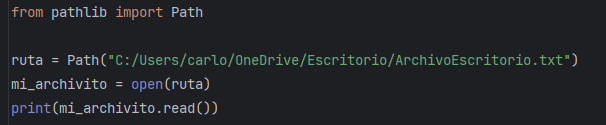 from pathlib import Path
ruta = Path("C:/Users/carlo/OneDrive/Escritorio/ArchivoEscritorio.txt")
mi_archivito = open(ruta)
print(mi_archivito.read())